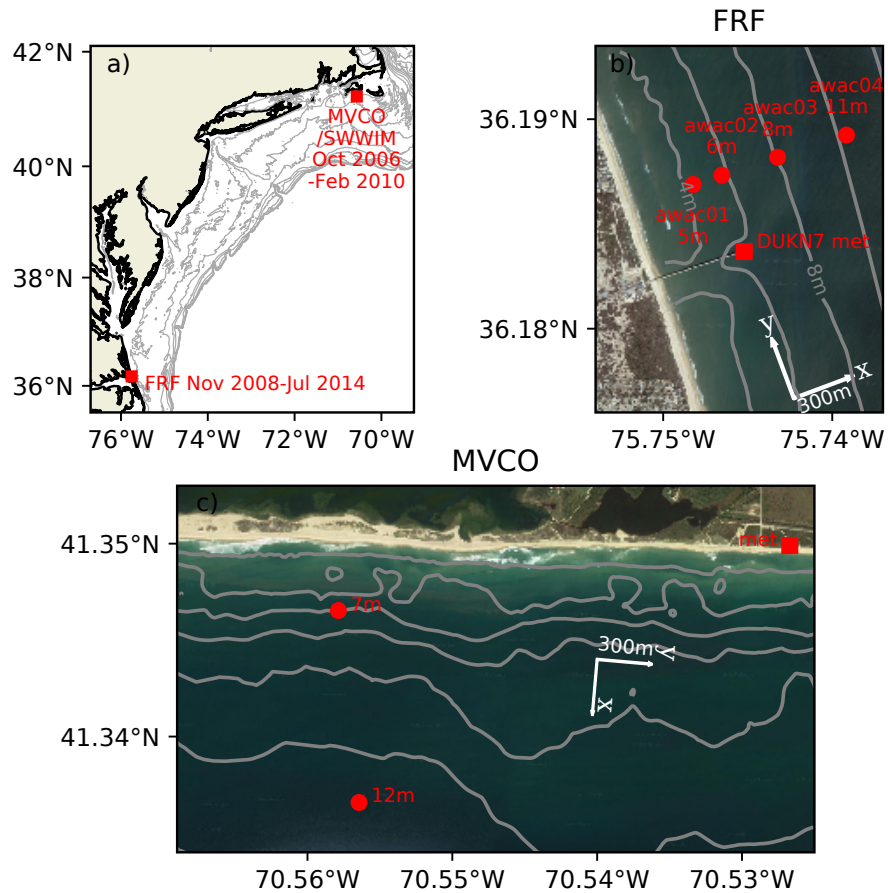 FRF
42°N
40°N
38°N
36°N
a)
MVCO
/SWWIM
Oct 2006
-Feb 2010
FRF Nov 2008-Jul 2014
76°W
74°W
72°W
70°W
b)
36.19°N
36.18°N
awac04
11m
awac03
8m
awac02
6m
4m
awac01
5m
DUKN7 met
8m
y
x
300m
75.75°W
75.74°W
MVCO
c)
41.35°N
41.34°N
met
7m
300m
y
x
12m
70.56°W
70.55°W
70.54°W
70.53°W